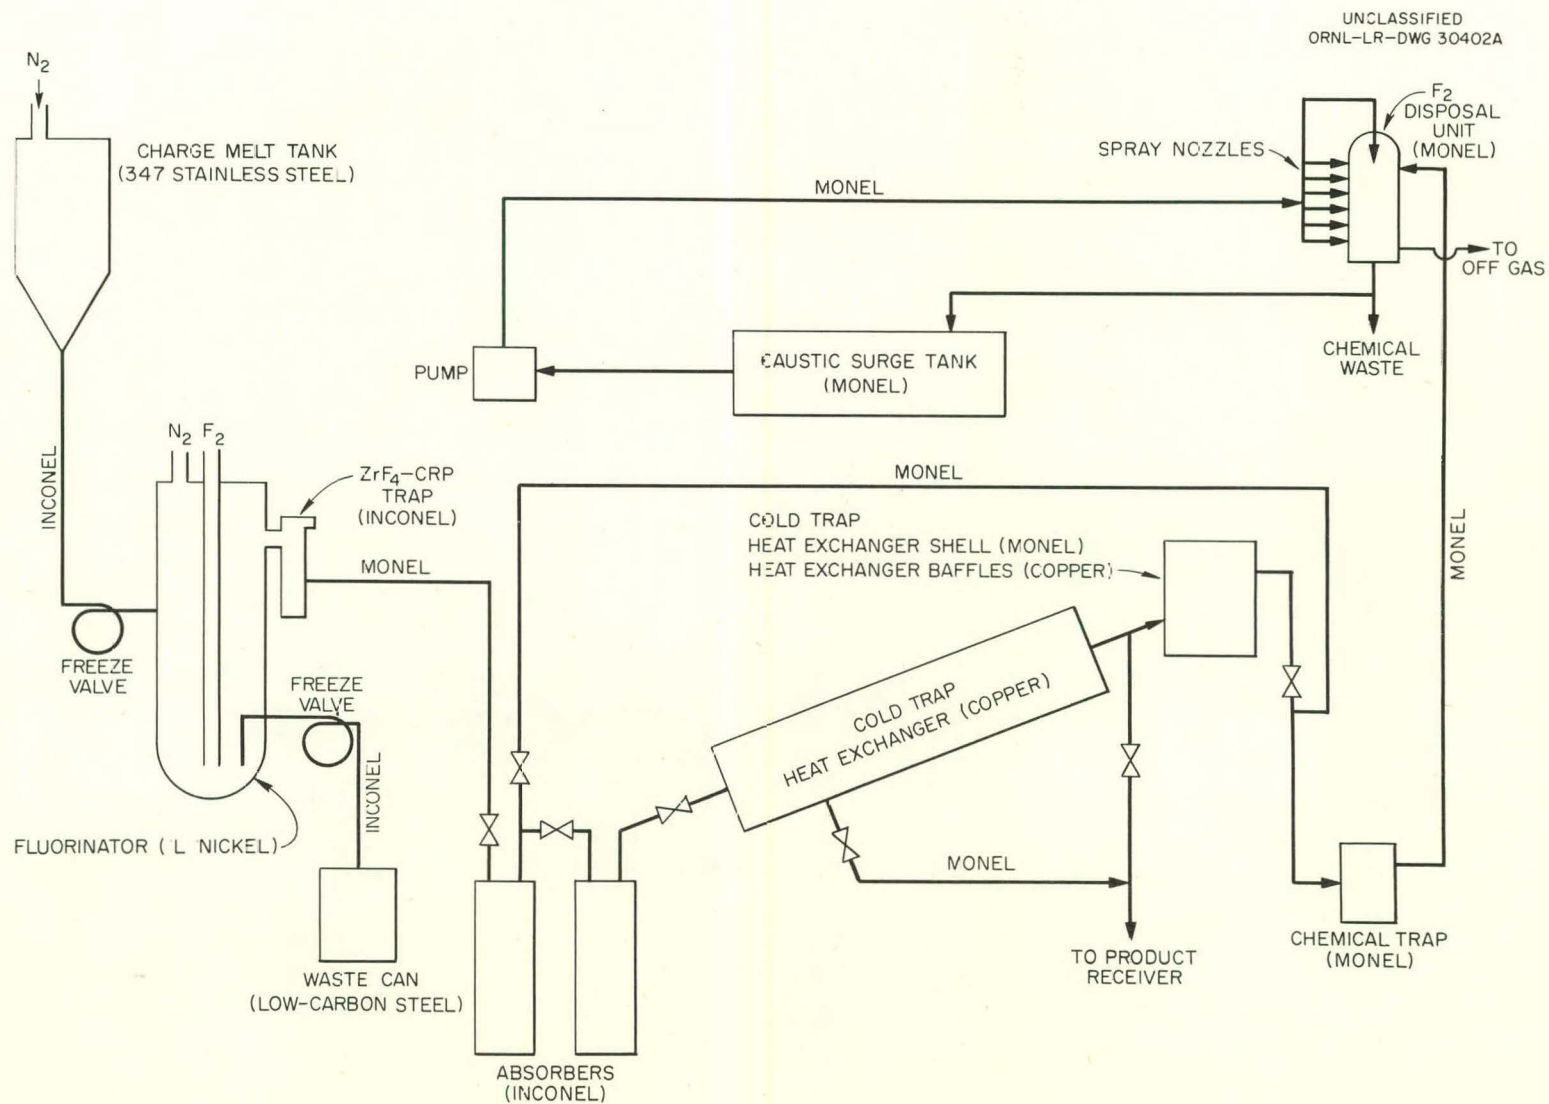 UNCLASSIFIED
ORNL-LR-DWG 30402A
N2
CHARGE MELT TANK
(347 STAINLESS STEEL)
F2
DISPOSAL
UNIT
(MONEL)
SPRAY NOZZLES
MONEL
TO
OFF GAS
CHEMICAL
WASTE
PUMP
CAUSTIC SURGE TANK
(MONEL)
INCONEL
N2 F2
ZrF4-CRP
TRAP
(INCONEL)
MONEL
MONEL
COLD TRAP
HEAT EXCHANGER SHELL (MONEL)
HEAT EXCHANGER BAFFLES (COPPER)
MONEL
FREEZE
VALVE
FREEZE
VALVE
COLD TRAP
HEAT EXCHANGER (COPPER)
INCONEL
FLUORINATOR (L NICKEL)
MONEL
WASTE CAN
(LOW-CARBON STEEL)
TO PRODUCT
RECEIVER
CHEMICAL TRAP
(MONEL)
ABSORBERS
(INCONEL)